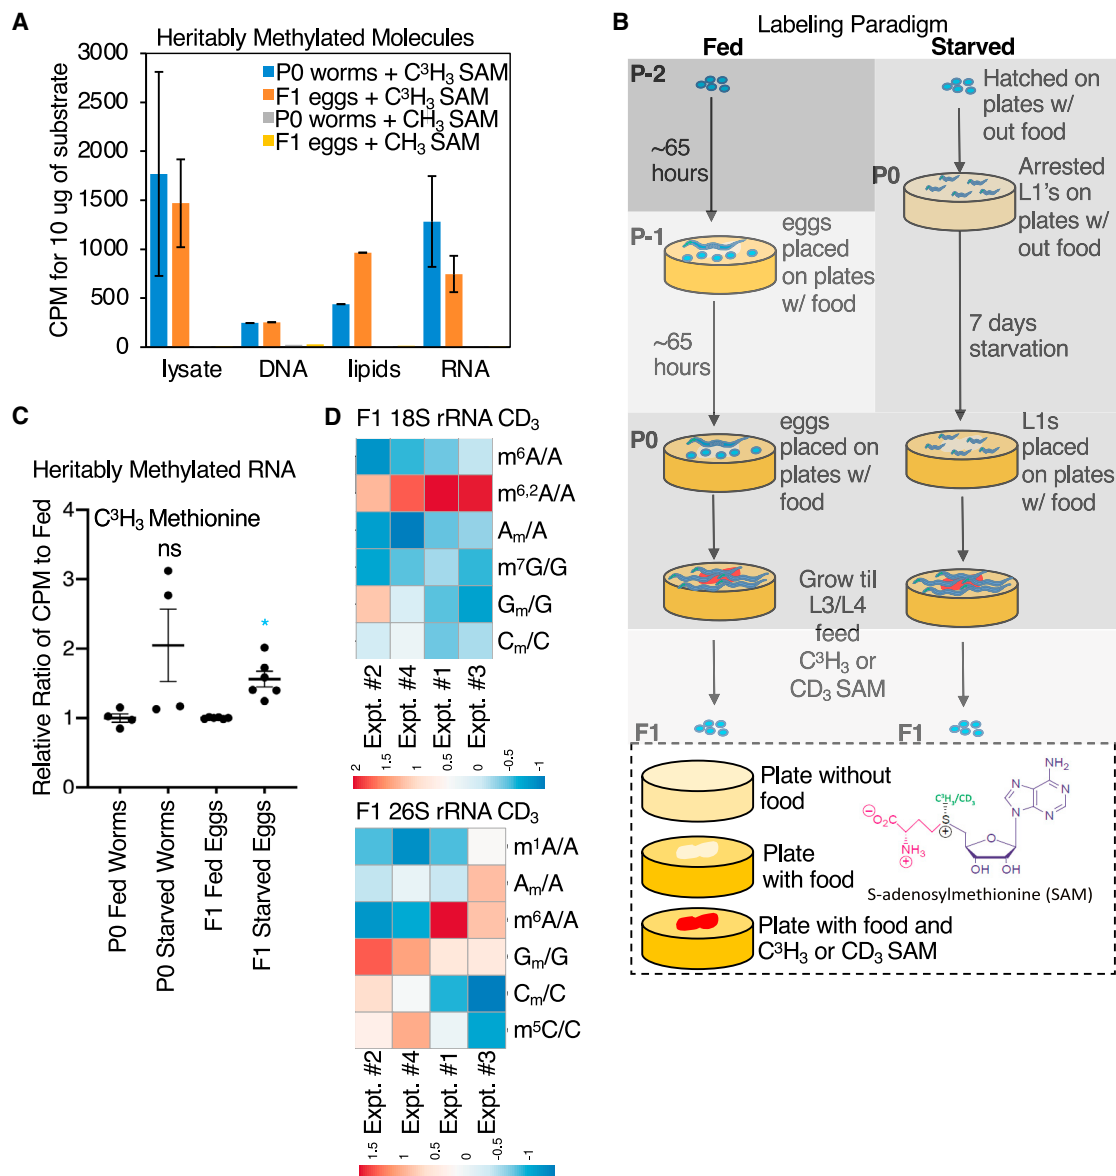 A
Heritably Methylated Molecules
CPM for 10 ug of substrate
3000
2500
2000
1500
1000
500
0
P0 worms + C³H₃ SAM
F1 eggs + C³H₃ SAM
P0 worms + CH₃ SAM
F1 eggs + CH₃ SAM
lysate DNA lipids RNA
B
Labeling Paradigm
Fed Starved
P-2
Hatched on
plates w/
out food
~65
hours
P0
Arrested
L1's on
plates w/
out food
P-1
eggs
placed
on plates
w/ food
~65
hours
7 days
starvation
P0
eggs
placed on
plates w/
food
L1s
placed
on plates
w/ food
Grow til
L3/L4
feed
C³H₃ or
CD₃ SAM
F1 F1
Plate without
food
Plate
with food
Plate with food and
C³H₃ or CD₃ SAM
NH₂
N N
N N
C³H₃/CD₃
S
⊕
⊖O₂C
NH₃
⊕
O
OH OH
S-adenosylmethionine (SAM)
C
Heritably Methylated RNA
Relative Ratio of CPM to Fed
C³H₃ Methionine
4
3
2
1
0
ns
*
P0 Fed Worms
P0 Starved Worms
F1 Fed Eggs
F1 Starved Eggs
D
F1 18S rRNA CD₃
m⁶A/A
m⁶,²A/A
Aₘ/A
m⁷G/G
Gₘ/G
Cₘ/C
Expt. #2
Expt. #4
Expt. #1
Expt. #3
2 1.5 1 0.5 0 -0.5 -1
F1 26S rRNA CD₃
m¹A/A
Aₘ/A
m⁶A/A
Gₘ/G
Cₘ/C
m⁵C/C
Expt. #2
Expt. #4
Expt. #1
Expt. #3
1.5 1 0.5 0 -0.5 -1